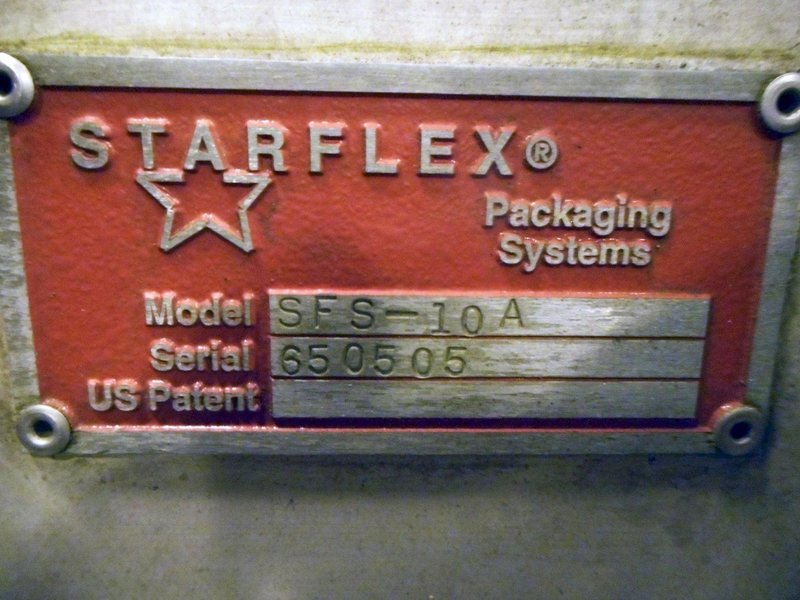 STARFLEX®
Packaging
Systems
Model SFS-10A
Serial 650505
US Patent